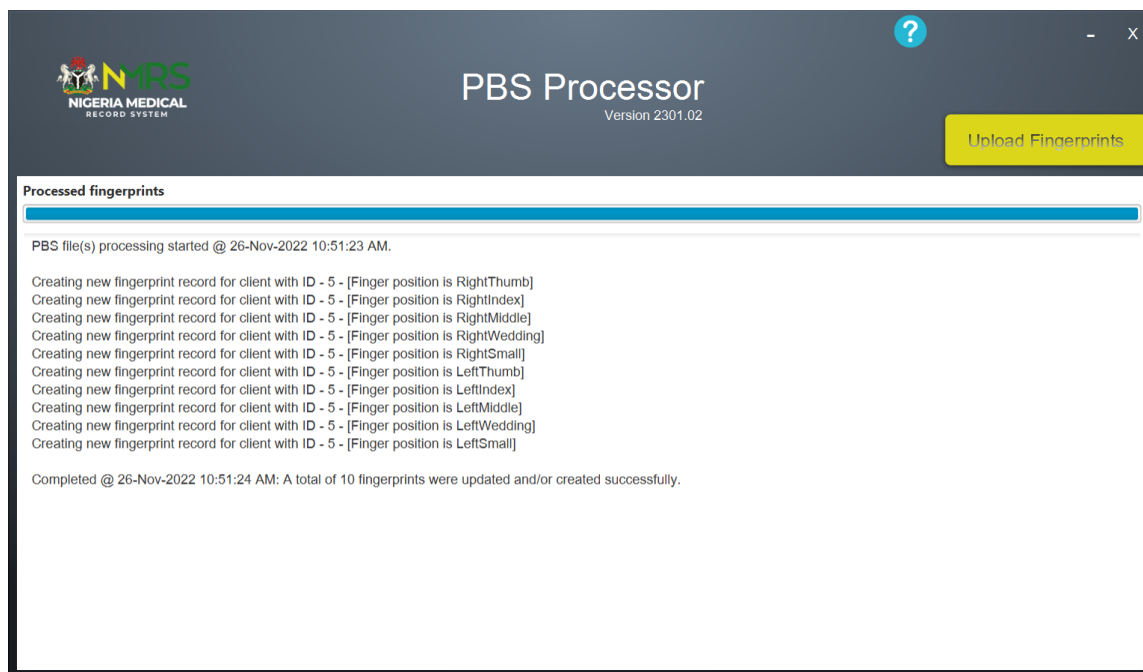 ?
-
X
NMRS
NIGERIA MEDICAL
RECORD SYSTEM
PBS Processor
Version 2301.02
Upload Fingerprints
Processed fingerprints
PBS file(s) processing started @ 26-Nov-2022 10:51:23 AM.
Creating new fingerprint record for client with ID - 5 - [Finger position is RightThumb]
Creating new fingerprint record for client with ID - 5 - [Finger position is RightIndex]
Creating new fingerprint record for client with ID - 5 - [Finger position is RightMiddle]
Creating new fingerprint record for client with ID - 5 - [Finger position is RightWedding]
Creating new fingerprint record for client with ID - 5 - [Finger position is RightSmall]
Creating new fingerprint record for client with ID - 5 - [Finger position is LeftThumb]
Creating new fingerprint record for client with ID - 5 - [Finger position is LeftIndex]
Creating new fingerprint record for client with ID - 5 - [Finger position is LeftMiddle]
Creating new fingerprint record for client with ID - 5 - [Finger position is LeftWedding]
Creating new fingerprint record for client with ID - 5 - [Finger position is LeftSmall]
Completed @ 26-Nov-2022 10:51:24 AM: A total of 10 fingerprints were updated and/or created successfully.